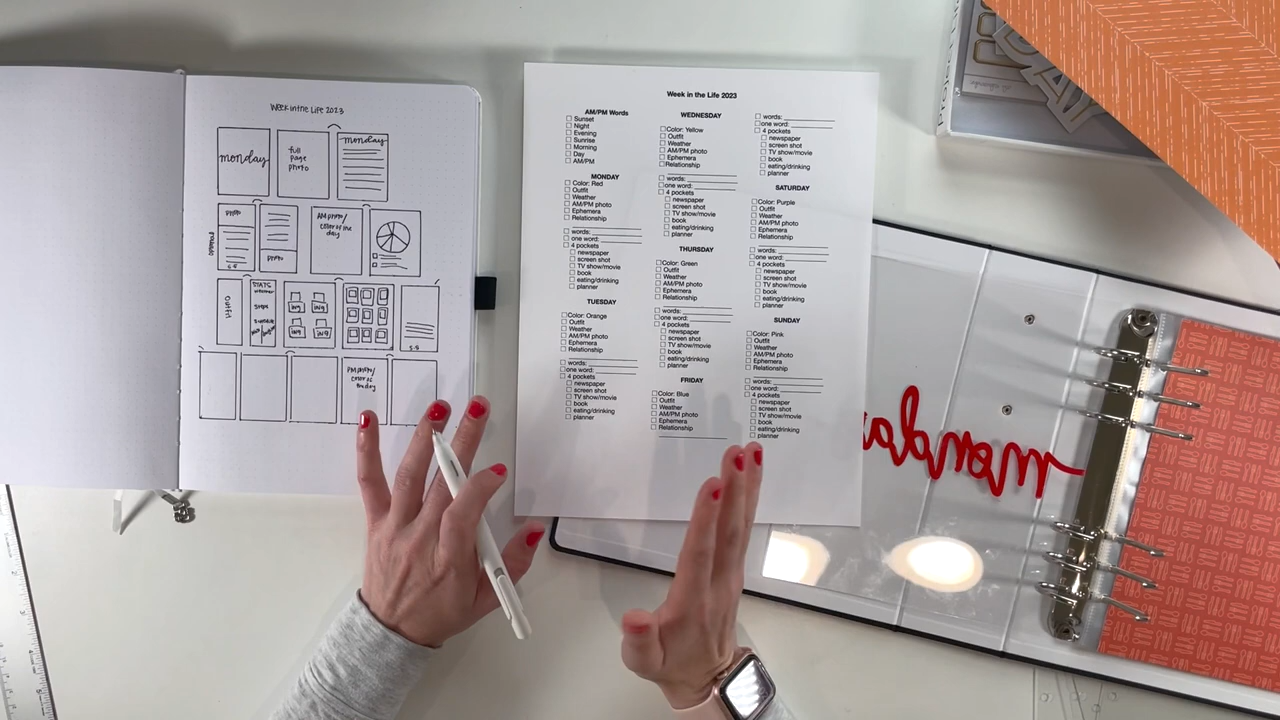 Week in the Life 2023
monday
full
page
photo
monday
photo
photo
AM photo/
color of the
day
outfit
STATS
PM photo/
color of
the day
Week in the Life 2023
AM/PM Words
☐ Sunset
☐ Night
☐ Evening
☐ Sunrise
☐ Morning
☐ Day
☐ AM/PM
MONDAY
☐ Color: Red
☐ Outfit
☐ Weather
☐ AM/PM photo
☐ Ephemera
☐ Relationship
☐ words:
☐ one word:
☐ 4 pockets
☐ newspaper
☐ screen shot
☐ TV show/movie
☐ book
☐ eating/drinking
☐ planner
TUESDAY
☐ Color: Orange
☐ Outfit
☐ Weather
☐ AM/PM photo
☐ Ephemera
☐ Relationship
☐ words:
☐ one word:
☐ 4 pockets
☐ newspaper
☐ screen shot
☐ TV show/movie
☐ book
☐ eating/drinking
☐ planner
WEDNESDAY
☐ Color: Yellow
☐ Outfit
☐ Weather
☐ AM/PM photo
☐ Ephemera
☐ Relationship
☐ words:
☐ one word:
☐ 4 pockets
☐ newspaper
☐ screen shot
☐ TV show/movie
☐ book
☐ eating/drinking
☐ planner
THURSDAY
☐ Color: Green
☐ Outfit
☐ Weather
☐ AM/PM photo
☐ Ephemera
☐ Relationship
☐ words:
☐ one word:
☐ 4 pockets
☐ newspaper
☐ screen shot
☐ TV show/movie
☐ book
☐ eating/drinking
☐ planner
FRIDAY
☐ Color: Blue
☐ Outfit
☐ Weather
☐ AM/PM photo
☐ Ephemera
☐ Relationship
☐ words:
☐ one word:
☐ 4 pockets
☐ newspaper
☐ screen shot
☐ TV show/movie
☐ book
☐ eating/drinking
☐ planner
SATURDAY
☐ Color: Purple
☐ Outfit
☐ Weather
☐ AM/PM photo
☐ Ephemera
☐ Relationship
☐ words:
☐ one word:
☐ 4 pockets
☐ newspaper
☐ screen shot
☐ TV show/movie
☐ book
☐ eating/drinking
☐ planner
SUNDAY
☐ Color: Pink
☐ Outfit
☐ Weather
☐ AM/PM photo
☐ Ephemera
☐ Relationship
☐ words:
☐ one word:
☐ 4 pockets
☐ newspaper
☐ screen shot
☐ TV show/movie
☐ book
☐ eating/drinking
☐ planner
DAY
monday